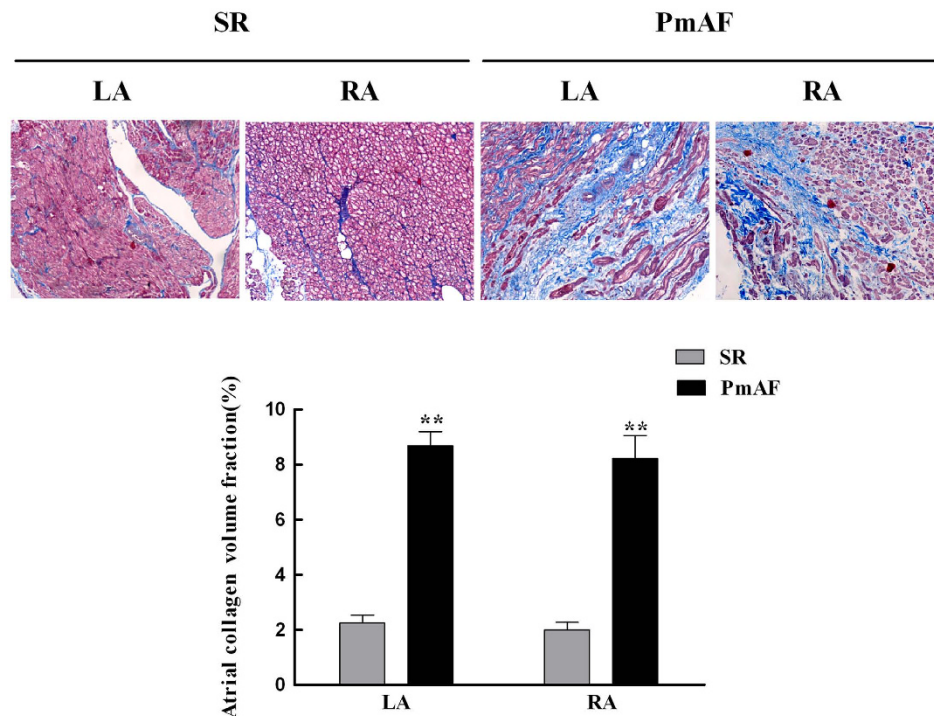 SR PmAF
LA RA LA RA
SR
PmAF
Atrial collagen volume fraction(%)
10
8
6
4
2
0
** **
LA RA